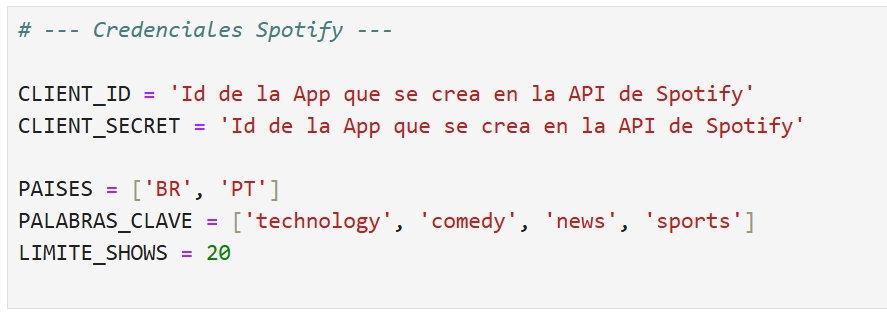 # --- Credenciales Spotify ---
CLIENT_ID = 'Id de la App que se crea en la API de Spotify'
CLIENT_SECRET = 'Id de la App que se crea en la API de Spotify'
PAISES = ['BR', 'PT']
PALABRAS_CLAVE = ['technology', 'comedy', 'news', 'sports']
LIMITE_SHOWS = 20